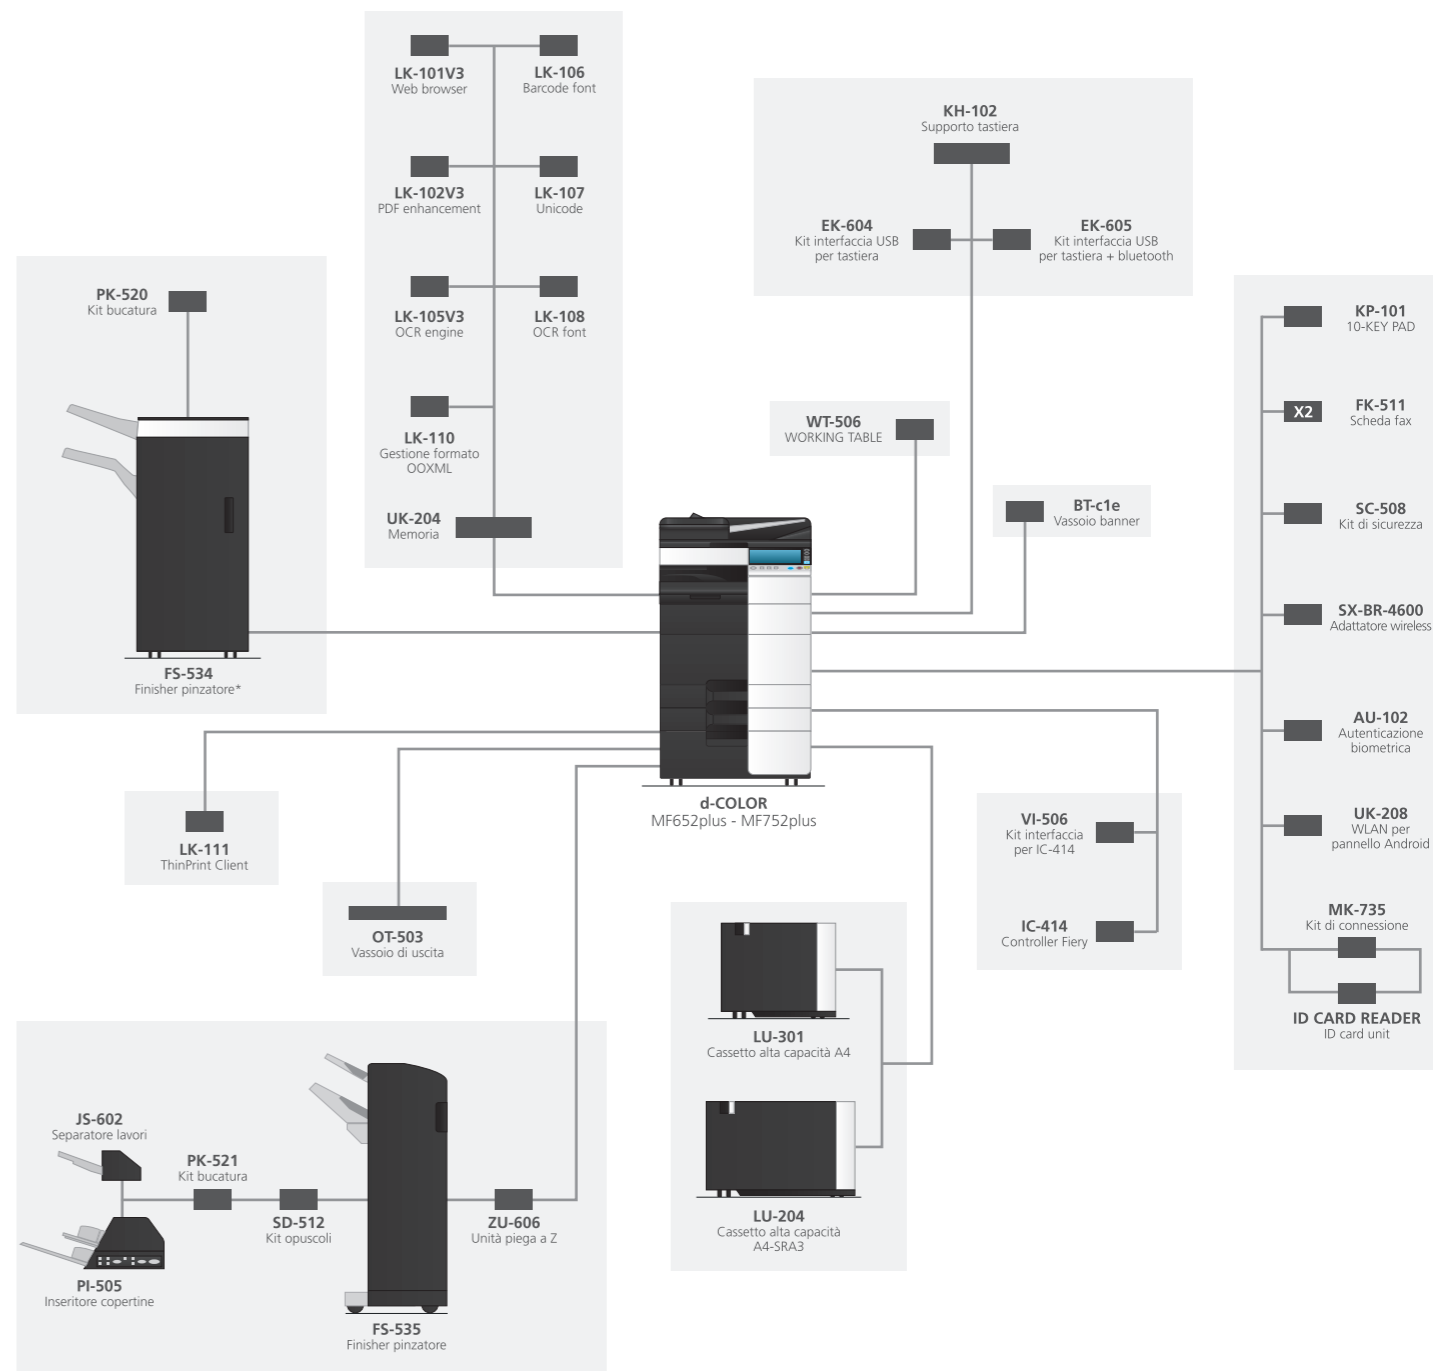 LK-101V3
Web browser
LK-106
Barcode font
LK-102V3
PDF enhancement
LK-107
Unicode
LK-105V3
OCR engine
LK-108
OCR font
LK-110
Gestione formato
OOXML
UK-204
Memoria
KH-102
Supporto tastiera
EK-604
Kit interfaccia USB
per tastiera
EK-605
Kit interfaccia USB
per tastiera + bluetooth
PK-520
Kit bucatura
FS-534
Finisher pinzatore*
WT-506
WORKING TABLE
BT-c1e
Vassoio banner
KP-101
10-KEY PAD
X2
FK-511
Scheda fax
SC-508
Kit di sicurezza
SX-BR-4600
Adattatore wireless
AU-102
Autenticazione
biometrica
UK-208
WLAN per
pannello Android
MK-735
Kit di connessione
ID CARD READER
ID card unit
d-COLOR
MF652plus - MF752plus
LK-111
ThinPrint Client
OT-503
Vassoio di uscita
VI-506
Kit interfaccia
per IC-414
IC-414
Controller Fiery
LU-301
Cassetto alta capacità A4
LU-204
Cassetto alta capacità
A4-SRA3
JS-602
Separatore lavori
PK-521
Kit bucatura
SD-512
Kit opuscoli
ZU-606
Unità piega a Z
PI-505
Inseritore copertine
FS-535
Finisher pinzatore